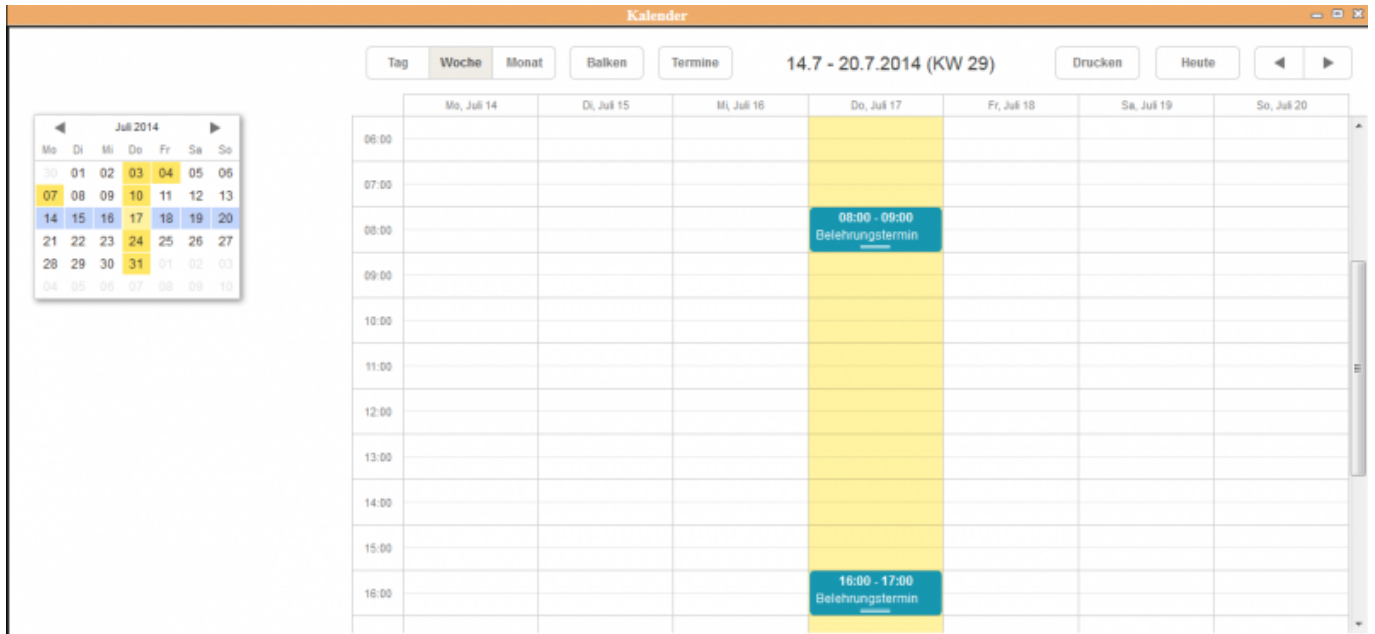 Kalender
Tag Woche Monat Balken Termine 14.7 - 20.7.2014 (KW 29) Drucken Heute
Juli 2014
Mo Di Mi Do Fr Sa So
30 01 02 03 04 05 06
07 08 09 10 11 12 13
14 15 16 17 18 19 20
21 22 23 24 25 26 27
28 29 30 31 01 02 03
04 05 06 07 08 09 10
Mo, Juli 14 Di, Juli 15 Mi, Juli 16 Do, Juli 17 Fr, Juli 18 Sa, Juli 19 So, Juli 20
06:00
07:00
08:00
08:00 - 09:00
Belehrungstermin
09:00
10:00
11:00
12:00
13:00
14:00
15:00
16:00
16:00 - 17:00
Belehrungstermin